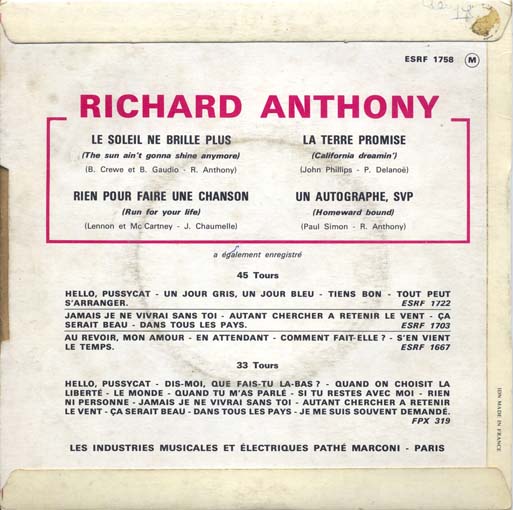 ESRF 1758 M
RICHARD ANTHONY
LE SOLEIL NE BRILLE PLUS
(The sun ain't gonna shine anymore)
(B. Crewe et B. Gaudio - R. Anthony)
LA TERRE PROMISE
(California dreamin')
(John Phillips - P. Delanoë)
RIEN POUR FAIRE UNE CHANSON
(Run for your life)
(Lennon et Mc Cartney - J. Chaumelle)
UN AUTOGRAPHE, SVP
(Homeward bound)
(Paul Simon - R. Anthony)
a également enregistré
45 Tours
HELLO, PUSSYCAT - UN JOUR GRIS, UN JOUR BLEU - TIENS BON - TOUT PEUT
S'ARRANGER. ESRF 1722
JAMAIS JE NE VIVRAI SANS TOI - AUTANT CHERCHER A RETENIR LE VENT - ÇA
SERAIT BEAU - DANS TOUS LES PAYS. ESRF 1703
AU REVOIR, MON AMOUR - EN ATTENDANT - COMMENT FAIT-ELLE ? - S'EN VIENT
LE TEMPS. ESRF 1667
33 Tours
HELLO, PUSSYCAT - DIS-MOI, QUE FAIS-TU LA-BAS ? - QUAND ON CHOISIT LA
LIBERTÉ - LE MONDE - QUAND TU M'AS PARLÉ - SI TU RESTES AVEC MOI - RIEN
NI PERSONNE - JAMAIS JE NE VIVRAI SANS TOI - AUTANT CHERCHER A RETENIR
LE VENT - ÇA SERAIT BEAU - DANS TOUS LES PAYS - JE ME SUIS SOUVENT DEMANDÉ.
FPX 319
LES INDUSTRIES MUSICALES ET ÉLECTRIQUES PATHÉ MARCONI - PARIS
IDN MADE IN FRANCE